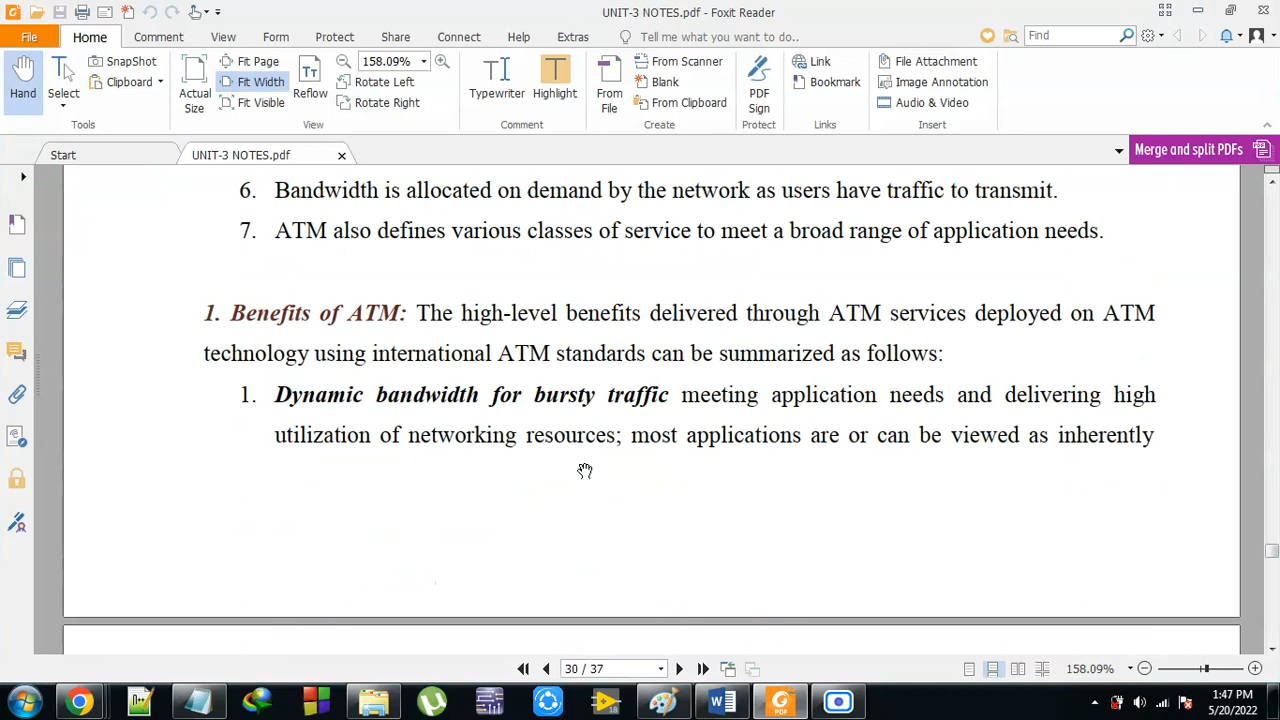 UNIT-3 NOTES.pdf - Foxit Reader
File Home Comment View Form Protect Share Connect Help Extras Tell me what you want to do... Find
Hand
Select
SnapShot
Clipboard
Tools
Actual Size
Fit Page
Fit Width
Fit Visible
Reflow
158.09%
Rotate Left
Rotate Right
View
Typewriter
Highlight
Comment
From File
From Scanner
Blank
From Clipboard
Create
PDF Sign
Protect
Link
Bookmark
Links
File Attachment
Image Annotation
Audio & Video
Insert
Start
UNIT-3 NOTES.pdf
Merge and split PDFs
6. Bandwidth is allocated on demand by the network as users have traffic to transmit.
7. ATM also defines various classes of service to meet a broad range of application needs.
1. Benefits of ATM: The high-level benefits delivered through ATM services deployed on ATM
technology using international ATM standards can be summarized as follows:
1. Dynamic bandwidth for bursty traffic meeting application needs and delivering high
utilization of networking resources; most applications are or can be viewed as inherently
30 / 37
158.09%
1:47 PM
5/20/2022